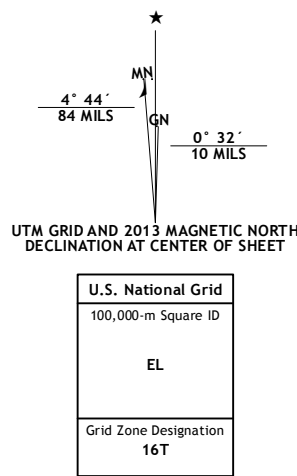 ★
MN
4° 44´
84 MILS
GN
0° 32´
10 MILS
UTM GRID AND 2013 MAGNETIC NORTH
DECLINATION AT CENTER OF SHEET
U.S. National Grid
100,000-m Square ID
EL
Grid Zone Designation
16T